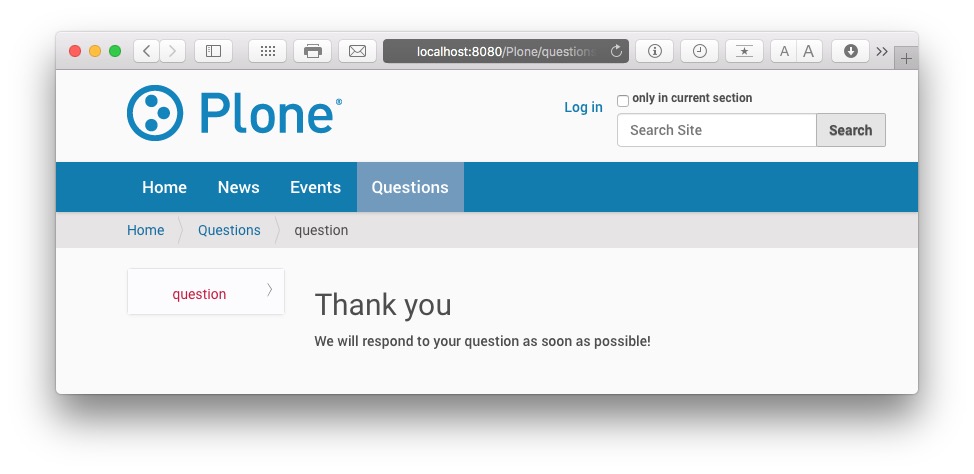 localhost:8080/Plone/questions
A A
Plone®
Log in
only in current section
Search Site
Search
Home News Events Questions
Home Questions question
question
Thank you
We will respond to your question as soon as possible!